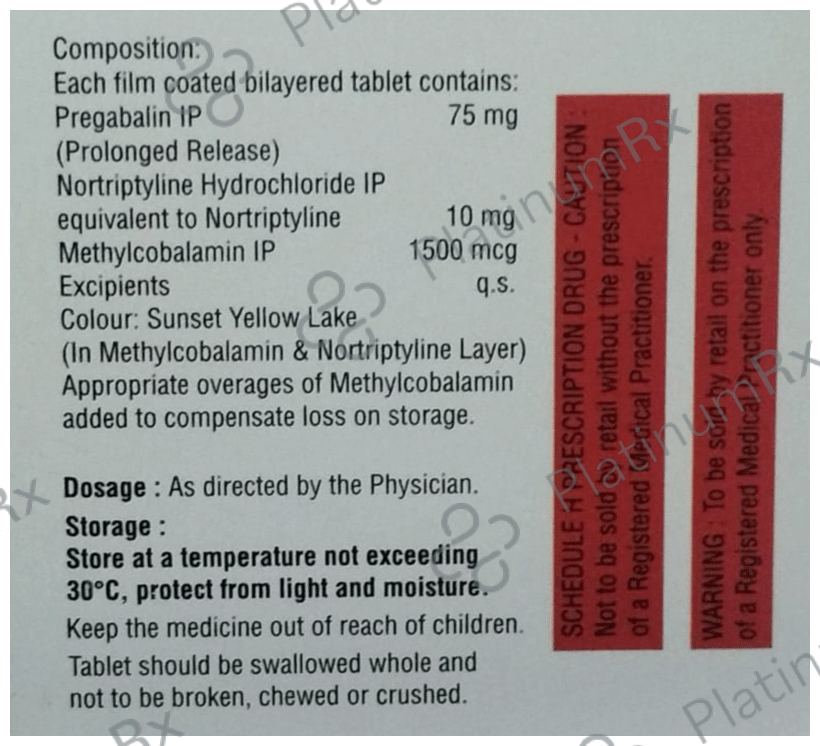 Composition:
Each film coated bilayered tablet contains:
Pregabalin IP 75 mg
(Prolonged Release)
Nortriptyline Hydrochloride IP
equivalent to Nortriptyline 10 mg
Methylcobalamin IP 1500 mcg
Excipients q.s.
Colour: Sunset Yellow Lake
(In Methylcobalamin & Nortriptyline Layer)
Appropriate overages of Methylcobalamin
added to compensate loss on storage.
Dosage : As directed by the Physician.
Storage :
Store at a temperature not exceeding
30°C, protect from light and moisture.
Keep the medicine out of reach of children.
Tablet should be swallowed whole and
not to be broken, chewed or crushed.
SCHEDULE H PRESCRIPTION DRUG - CAUTION :
Not to be sold by retail without the prescription
of a Registered Medical Practitioner.
WARNING : To be sold by retail on the prescription
of a Registered Medical Practitioner only.
PlatinumRx
PlatinumRx
Platin
Pla
Rx
Rx